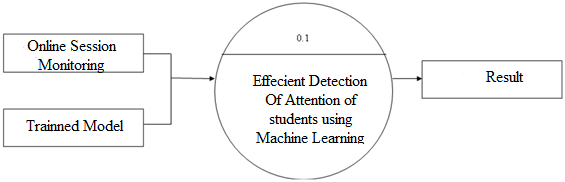 Online Session
Monitoring
Trainned Model
0.1
Effecient Detection
Of Attention of
students using
Machine Learning
Result